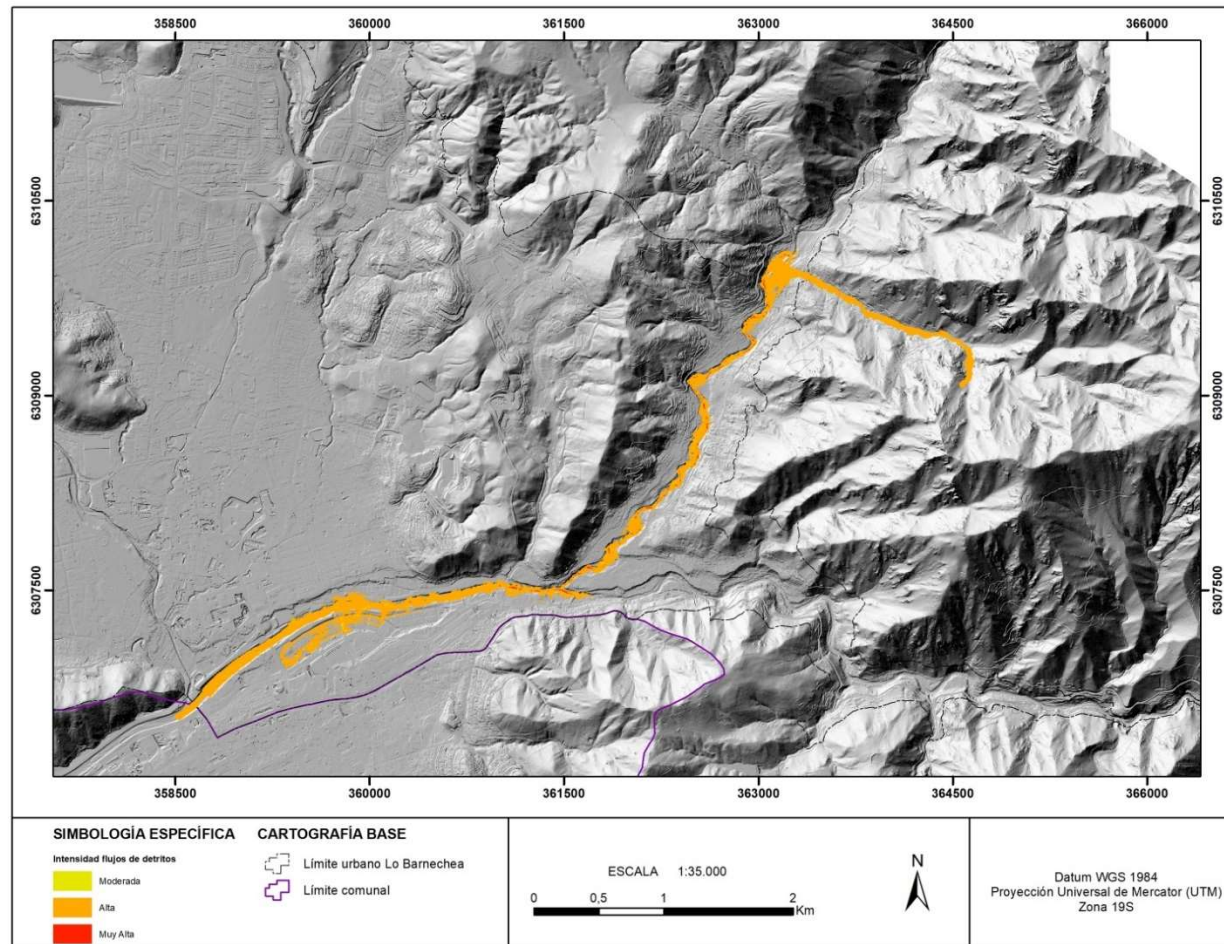 358500 360000 361500 363000 364500 366000
6310500 6310500
6309000 6309000
6307500 6307500
358500 360000 361500 363000 364500 366000
SIMBOLOGÍA ESPECÍFICA
Intensidad flujos de detritos
Moderada
Alta
Muy Alta
CARTOGRAFÍA BASE
Límite urbano Lo Barnechea
Límite comunal
ESCALA 1:35.000
0 0,5 1 2
Km
N
Datum WGS 1984
Proyección Universal de Mercator (UTM)
Zona 19S